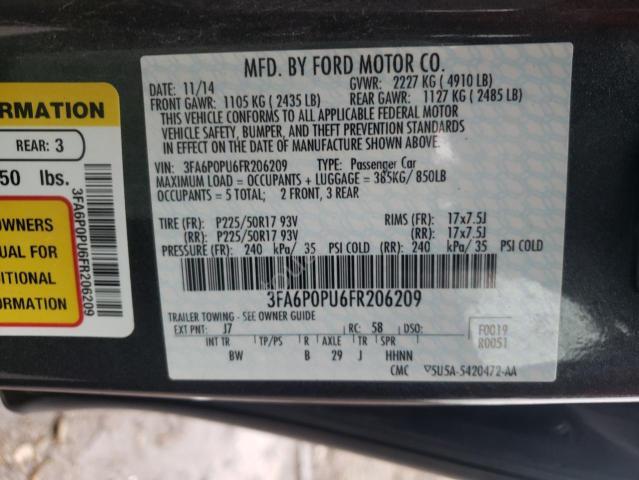 ORMATION
REAR: 3
50 lbs.
OWNERS
UAL FOR
DITIONAL
FORMATION
3FA6P0PU6FR206209
MFD. BY FORD MOTOR CO.
DATE: 11/14 GVWR: 2227 KG ( 4910 LB)
FRONT GAWR: 1105 KG ( 2435 LB) REAR GAWR: 1127 KG ( 2485 LB)
THIS VEHICLE CONFORMS TO ALL APPLICABLE FEDERAL MOTOR
VEHICLE SAFETY, BUMPER, AND THEFT PREVENTION STANDARDS
IN EFFECT ON THE DATE OF MANUFACTURE SHOWN ABOVE.
VIN: 3FA6P0PU6FR206209 TYPE: Passenger Car
MAXIMUM LOAD = OCCUPANTS + LUGGAGE = 385KG/ 850LB
OCCUPANTS = 5 TOTAL; 2 FRONT, 3 REAR
TIRE (FR): P225/50R17 93V RIMS (FR): 17x7.5J
(RR): P225/50R17 93V (RR): 17x7.5J
PRESSURE (FR): 240 kPa/ 35 PSI COLD (RR): 240 kPa/ 35 PSI COLD
3FA6P0PU6FR206209
TRAILER TOWING - SEE OWNER GUIDE
EXT PNT: J7 RC: 58 DSO: F0019
R0051
INT TR TP/PS R AXLE TR SPR
BW B 29 J HHNN
CMC SU5A-5420472-AA